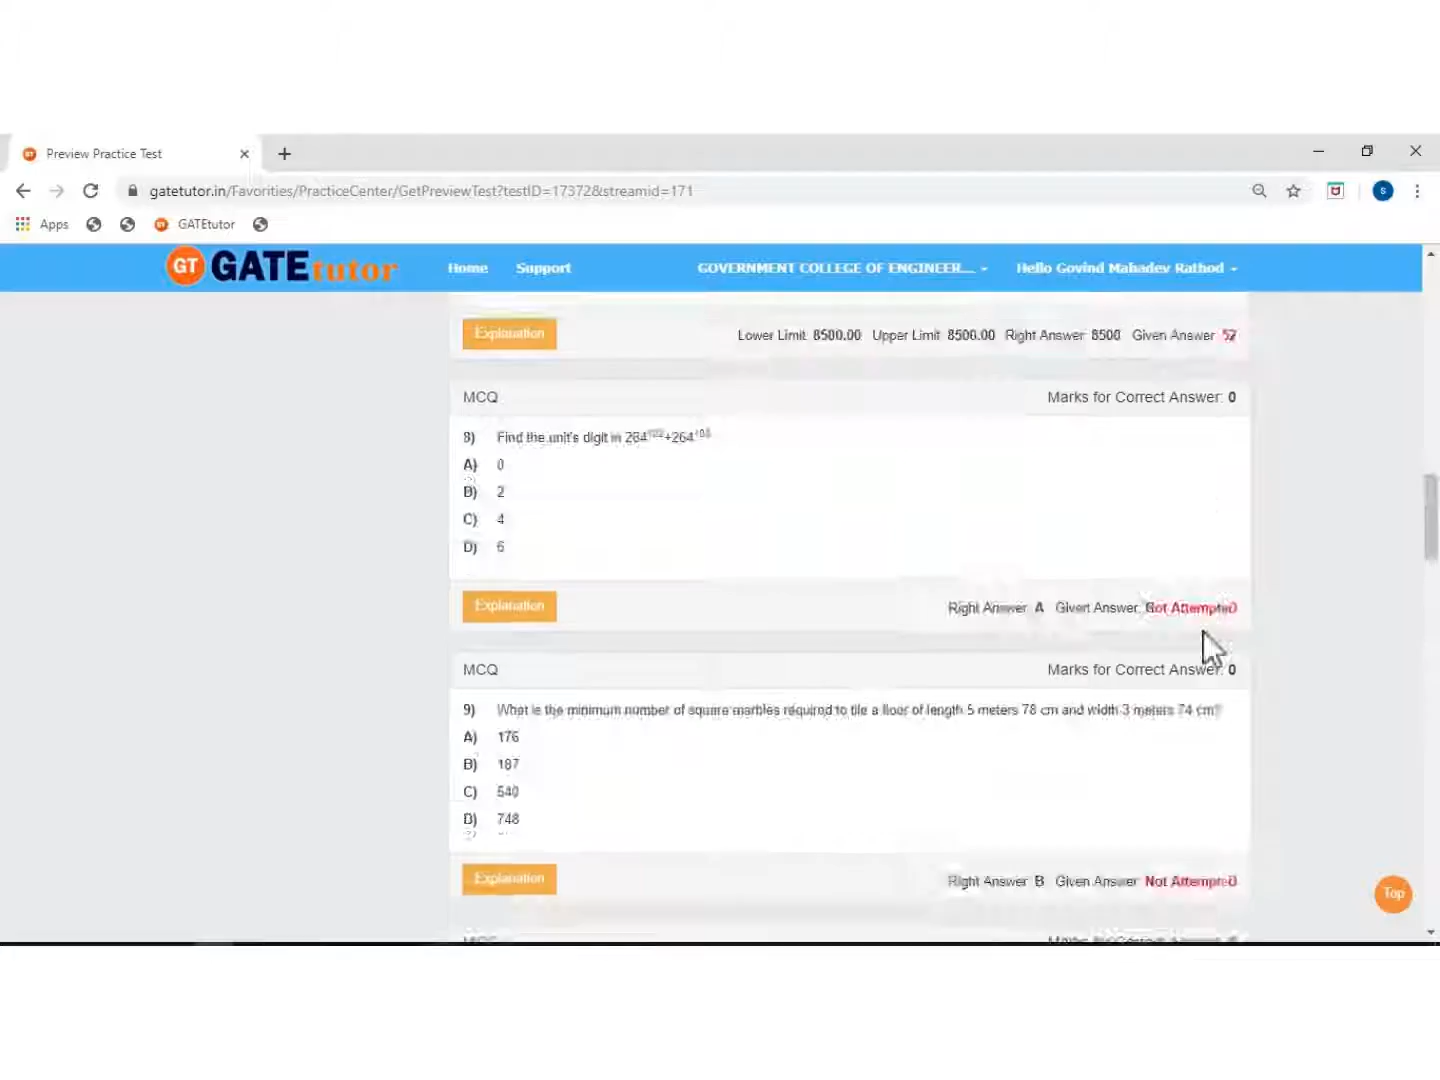 Preview Practice Test
gatetutor.in/Favorities/PracticeCenter/GetPreviewTest?testID=17372&streamid=171
S
Apps
GATEtutor
GT GATEtutor
Home
Support
GOVERNMENT COLLEGE OF ENGINEER...
Hello Govind Mahadev Rathod
Explanation
Lower Limit 8500.00 Upper Limit 8500.00 Right Answer 8500 Given Answer 57
MCQ
Marks for Correct Answer: 0
8) Find the unit's digit in 264 +264
A) 0
B) 2
C) 4
D) 6
Explanation
Right Answer A Given Answer: Not Attempted
MCQ
Marks for Correct Answer: 0
9) What is the minimum number of square marbles required to tile a floor of length 5 meters 78 cm and width 3 meters 74 cm?
A) 176
B) 187
C) 540
D) 748
Explanation
Right Answer B Given Answer Not Attempted
Top